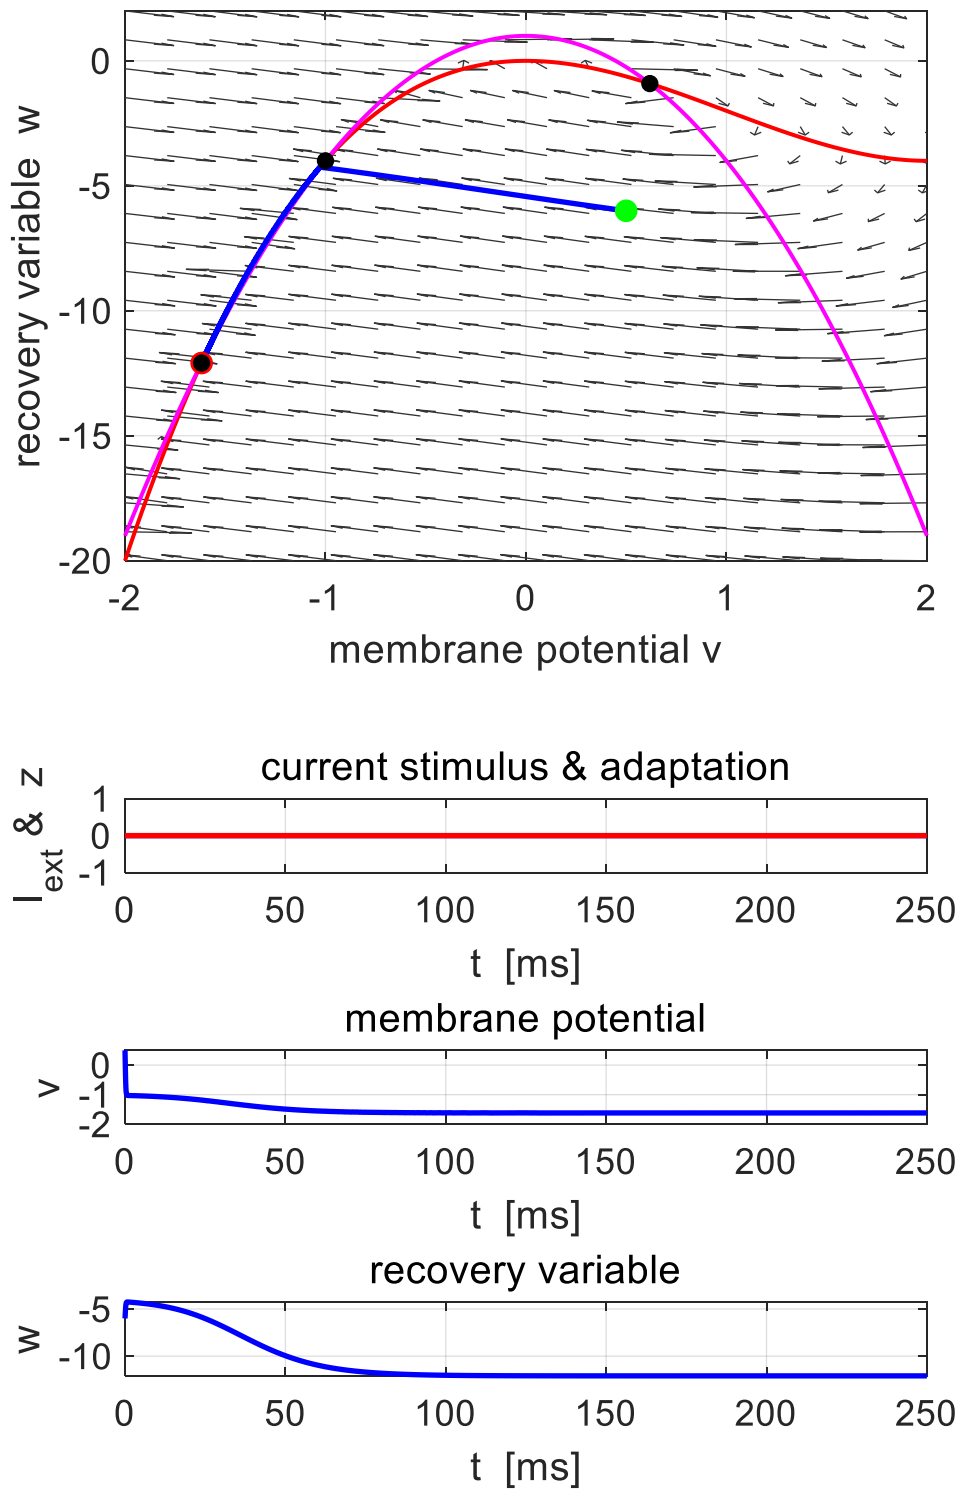 0
-5
-10
-15
-20
recovery variable w
-2 -1 0 1 2
membrane potential v
current stimulus & adaptation
1
0
-1
I_ext & z
0 50 100 150 200 250
t [ms]
membrane potential
0
-1
-2
v
0 50 100 150 200 250
t [ms]
recovery variable
-5
-10
w
0 50 100 150 200 250
t [ms]